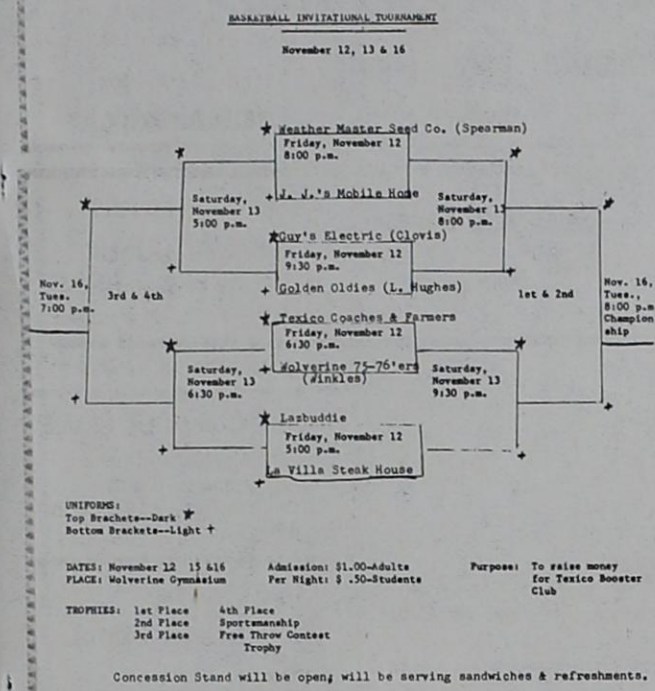 BASKETBALL INVITATIONAL TOURNAMENT
November 12, 13 & 16
★ Weather Master Seed Co. (Spearman)
Friday, November 12
8:00 p.m.
+ J. J.'s Mobile Home
Saturday,
November 13
5:00 p.m.
Saturday,
November 13
8:00 p.m.
★ Guy's Electric (Clovis)
Friday, November 12
9:30 p.m.
+ Golden Oldies (L. Hughes)
Nov. 16,
Tues.
7:00 p.m.
3rd & 4th
1st & 2nd
Nov. 16,
Tues.,
8:00 p.m.
Champion
ship
★ Texico Coaches & Farmers
Friday, November 12
6:30 p.m.
+ Wolverine 75-76'ers
(Winkles)
Saturday,
November 13
6:30 p.m.
Saturday,
November 13
9:30 p.m.
★ Lazbuddie
Friday, November 12
5:00 p.m.
+ La Villa Steak House
UNIFORMS:
Top Brachets--Dark ★
Bottom Brackets--Light +
DATES: November 12 13 &16
PLACE: Wolverine Gymnasium
Admission: $1.00-Adults
Per Night: $ .50-Students
Purpose: To raise money
for Texico Booster
Club
TROPHIES: 1st Place 4th Place
2nd Place Sportsmanship
3rd Place Free Throw Contest
Trophy
Concession Stand will be open; will be serving sandwiches & refreshments.